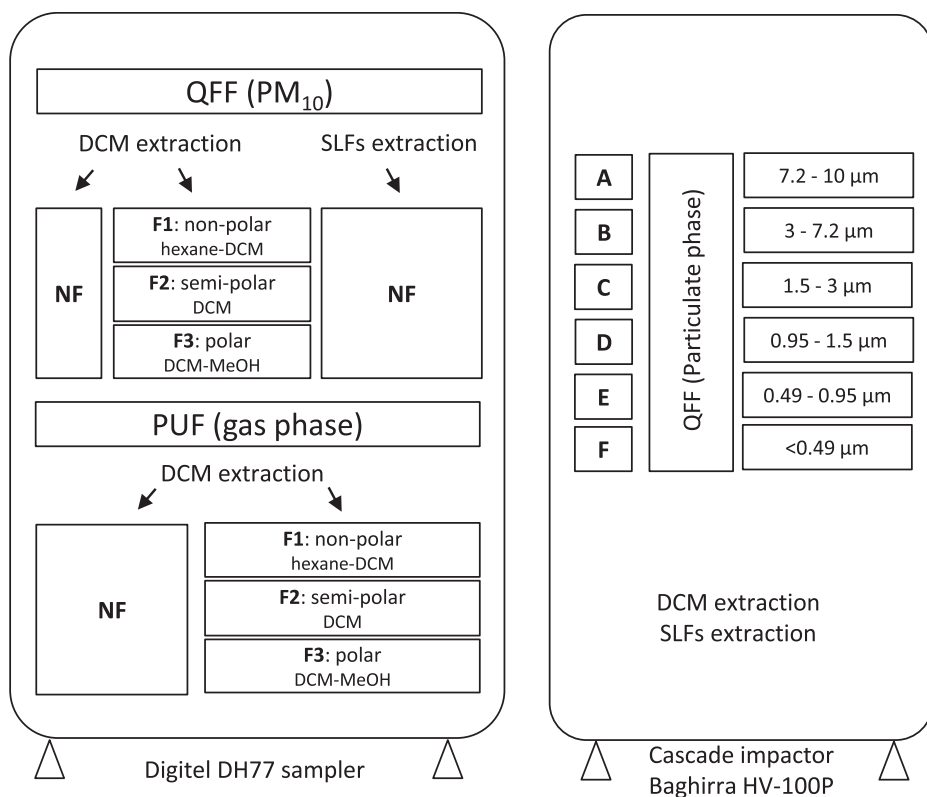 QFF (PM₁₀)
DCM extraction
SLFs extraction
NF
F1: non-polar
hexane-DCM
F2: semi-polar
DCM
F3: polar
DCM-MeOH
NF
PUF (gas phase)
DCM extraction
NF
F1: non-polar
hexane-DCM
F2: semi-polar
DCM
F3: polar
DCM-MeOH
Digitel DH77 sampler
A
B
C
D
E
F
QFF (Particulate phase)
7.2 - 10 µm
3 - 7.2 µm
1.5 - 3 µm
0.95 - 1.5 µm
0.49 - 0.95 µm
<0.49 µm
DCM extraction
SLFs extraction
Cascade impactor
Baghirra HV-100P